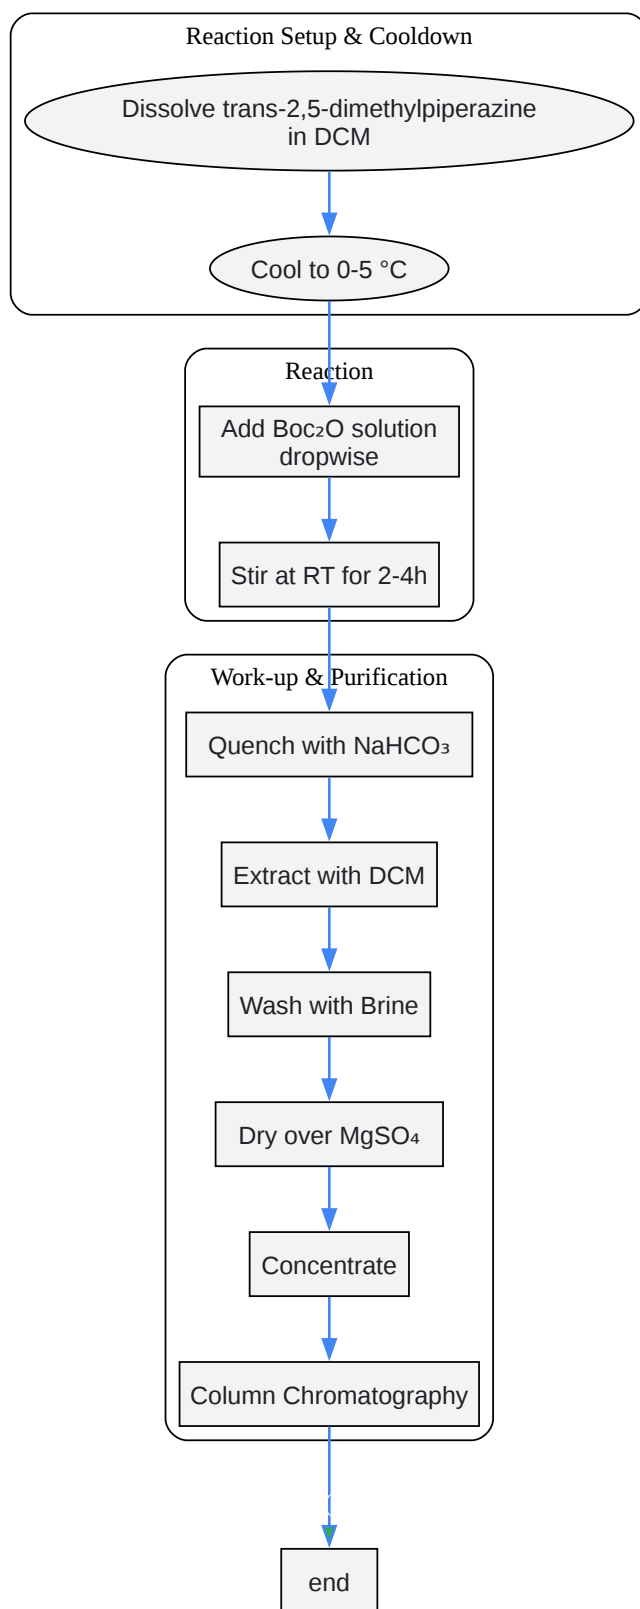 Reaction Setup & Cooldown
Dissolve trans-2,5-dimethylpiperazine
in DCM
Cool to 0-5 °C
Reaction
Add Boc₂O solution
dropwise
Stir at RT for 2-4h
Work-up & Purification
Quench with NaHCO₃
Extract with DCM
Wash with Brine
Dry over MgSO₄
Concentrate
Column Chromatography
end